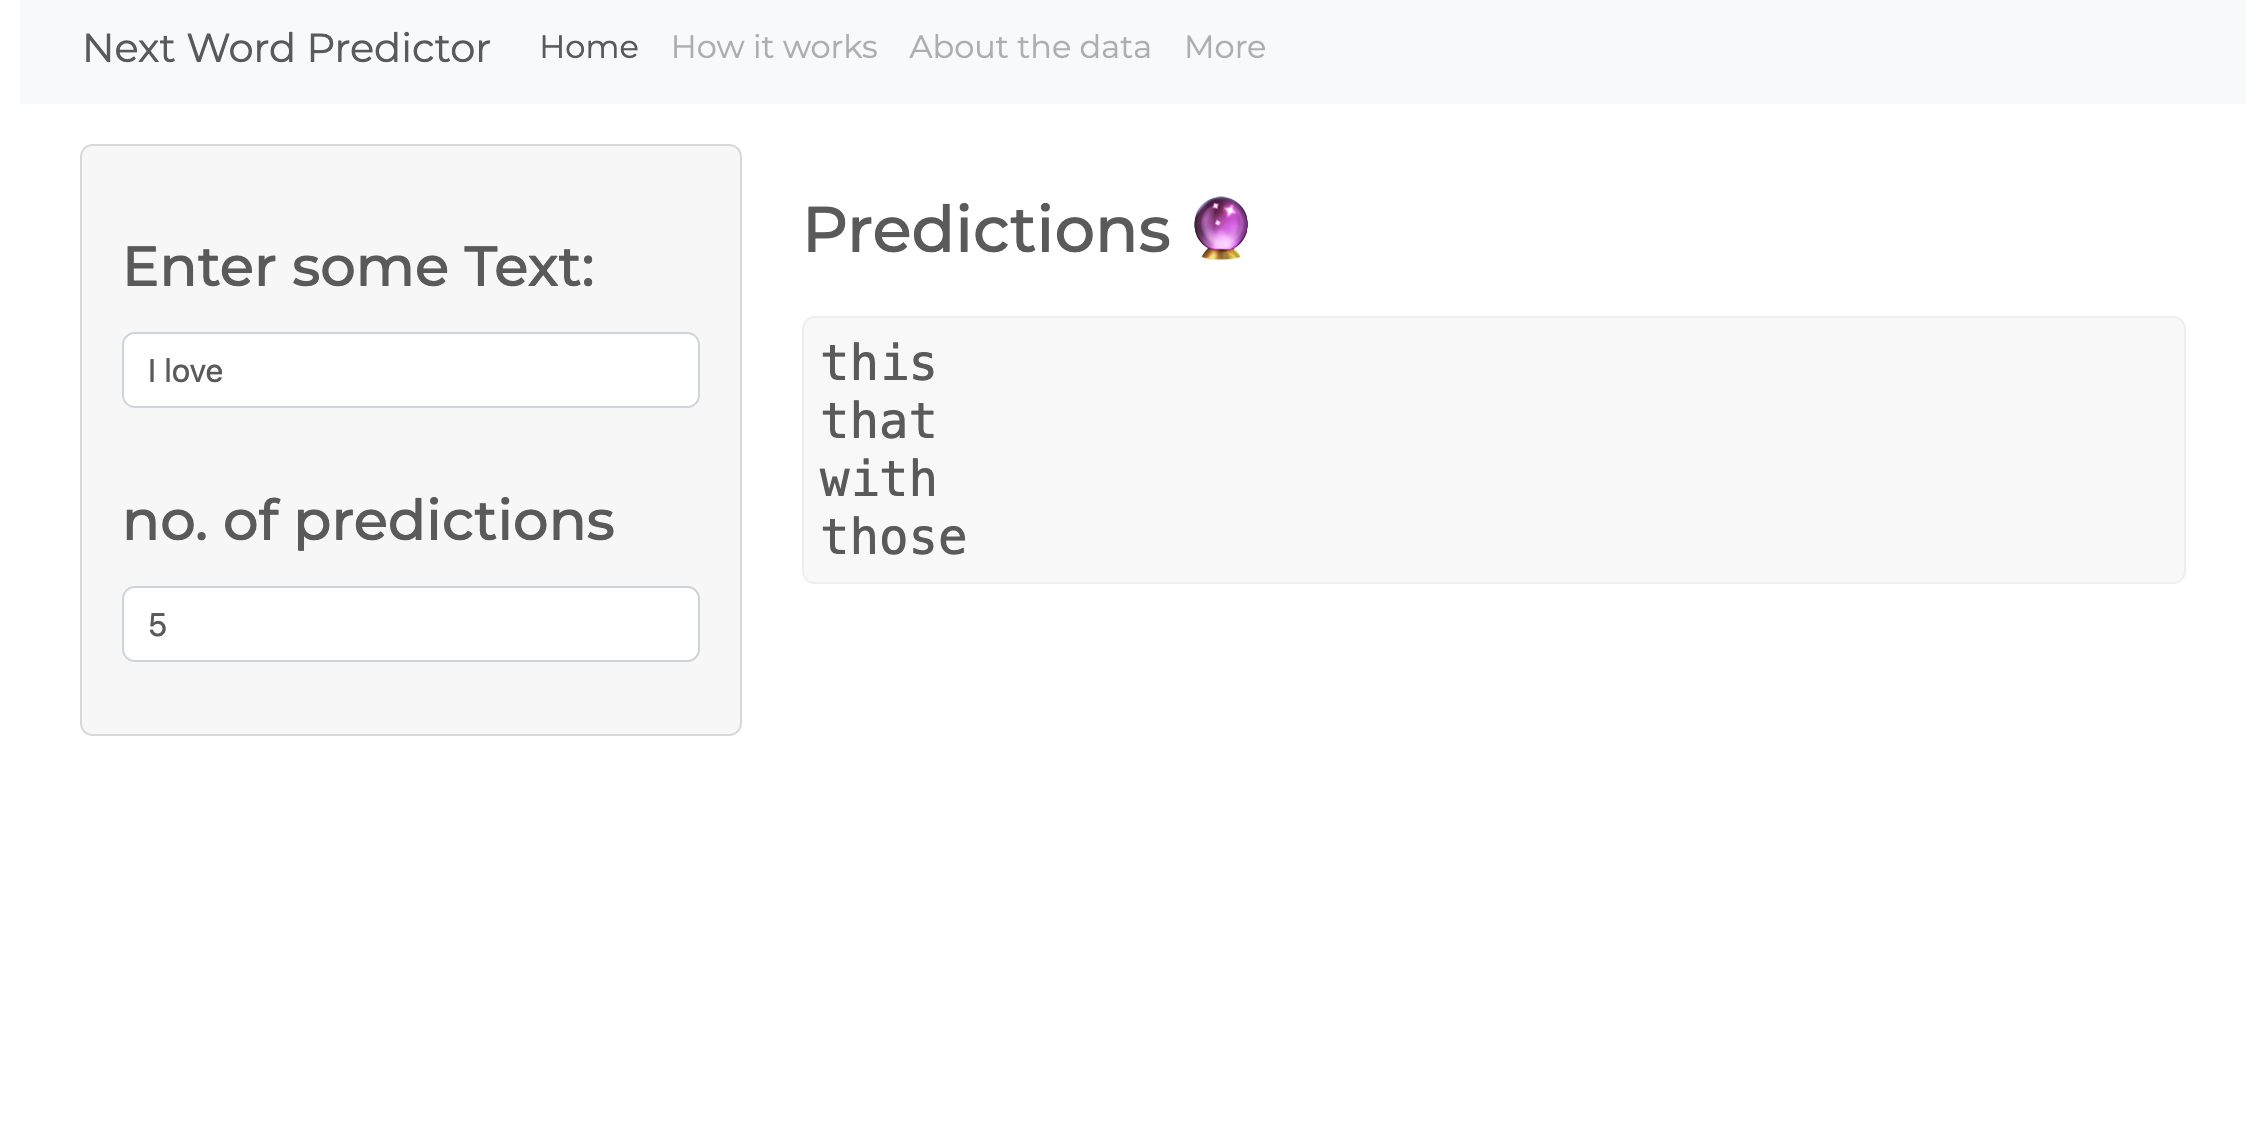 Next Word Predictor Home How it works About the data More
Enter some Text:
I love
no. of predictions
5
Predictions 🔮
this
that
with
those